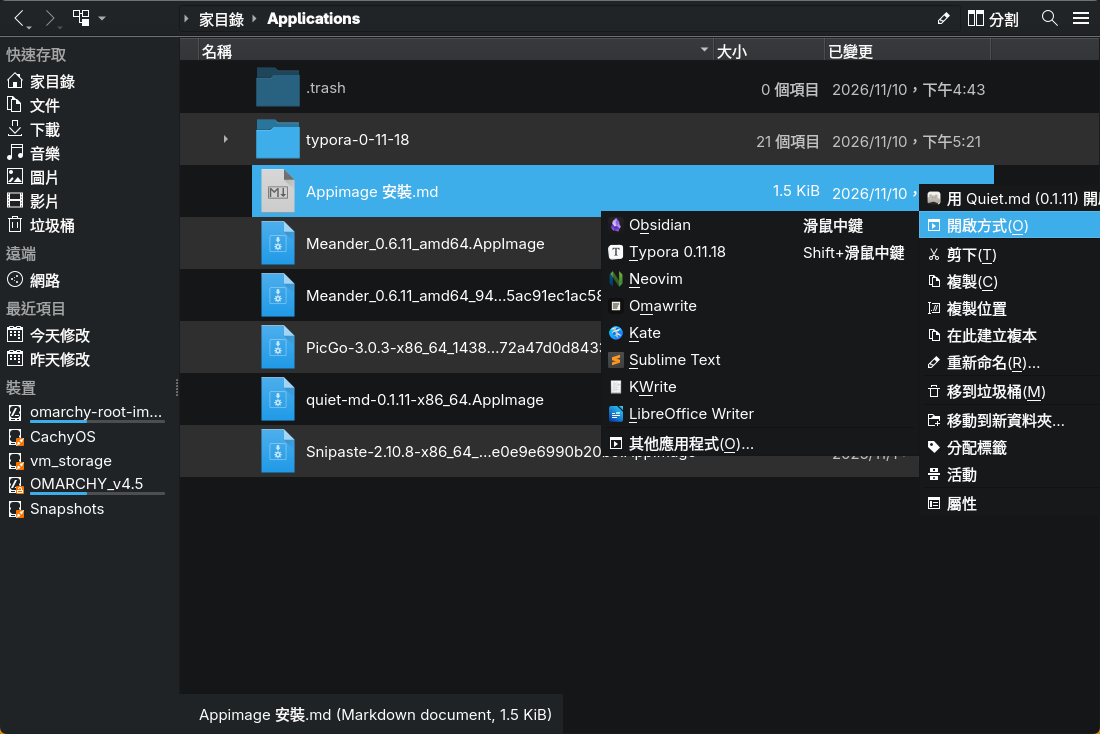 家目錄 Applications 分割
快速存取
家目錄
文件
下載
音樂
圖片
影片
垃圾桶
遠端
網路
最近項目
今天修改
昨天修改
裝置
omarchy-root-im...
CachyOS
vm_storage
OMARCHY_v4.5
Snapshots
名稱 大小 已變更
.trash 0 個項目 2026/11/10，下午4:43
typora-0-11-18 21 個項目 2026/11/10，下午5:21
Appimage 安裝.md 1.5 KiB 2026/11/10，
Meander_0.6.11_amd64.AppImage
Meander_0.6.11_amd64_94...5ac91ec1ac58
PicGo-3.0.3-x86_64_1438...72a47d0d843
quiet-md-0.1.11-x86_64.AppImage
Snipaste-2.10.8-x86_64_...e0e9e6990b20
Obsidian 滑鼠中鍵
Typora 0.11.18 Shift+滑鼠中鍵
Neovim
Omawrite
Kate
Sublime Text
KWrite
LibreOffice Writer
其他應用程式(O)...
用 Quiet.md (0.1.11) 開
開啟方式(O)
剪下(T)
複製(C)
複製位置
在此建立複本
重新命名(R)...
移到垃圾桶(M)
移動到新資料夾...
分配標籤
活動
屬性
Appimage 安裝.md (Markdown document, 1.5 KiB)